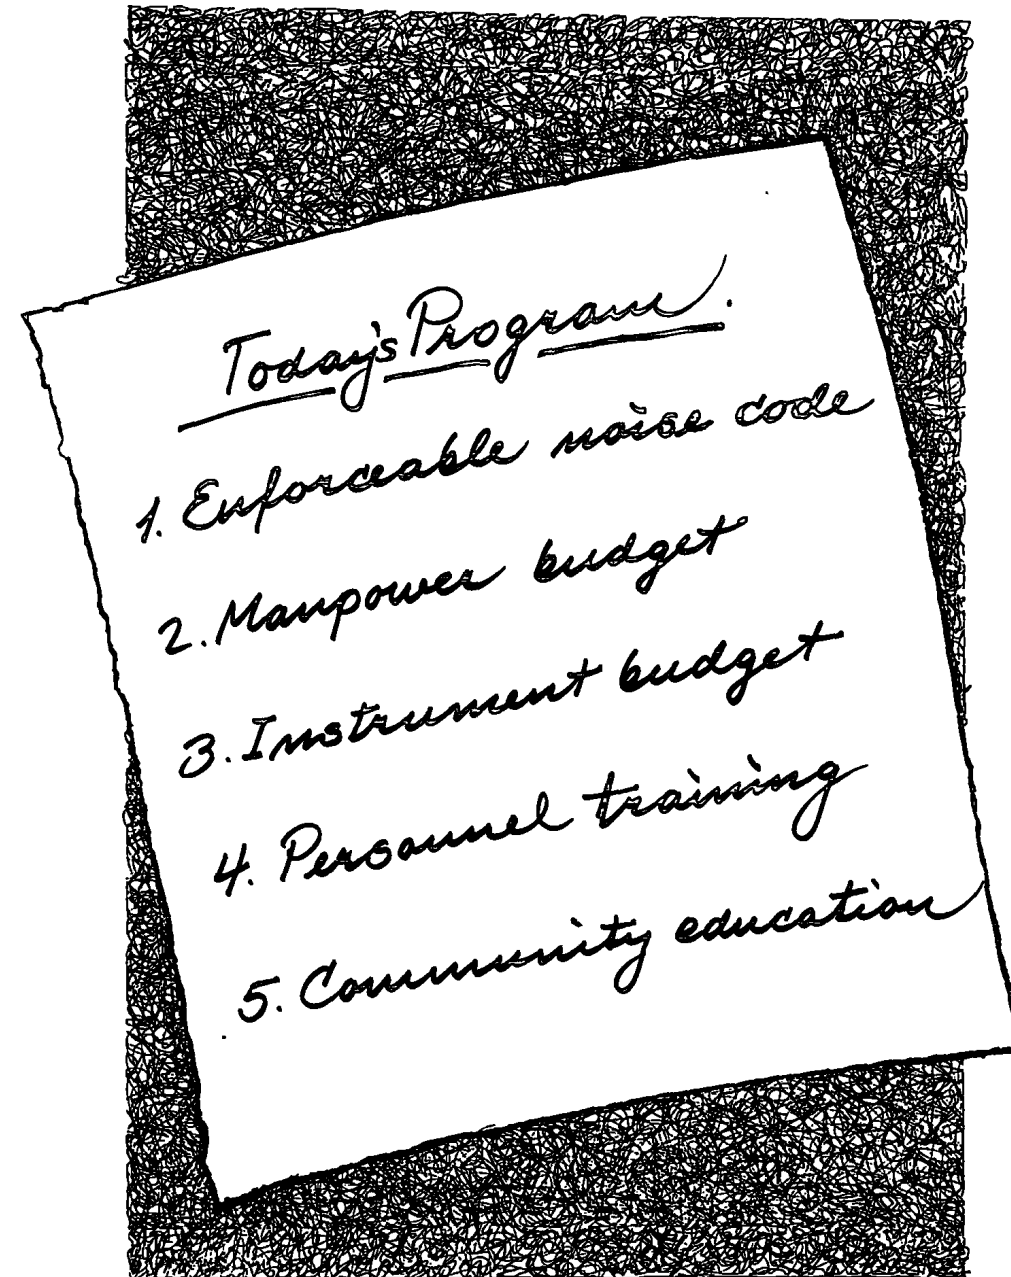 Today's Program.
1. Enforceable noise code
2. Manpower budget
3. Instrument budget
4. Personnel training
5. Community education